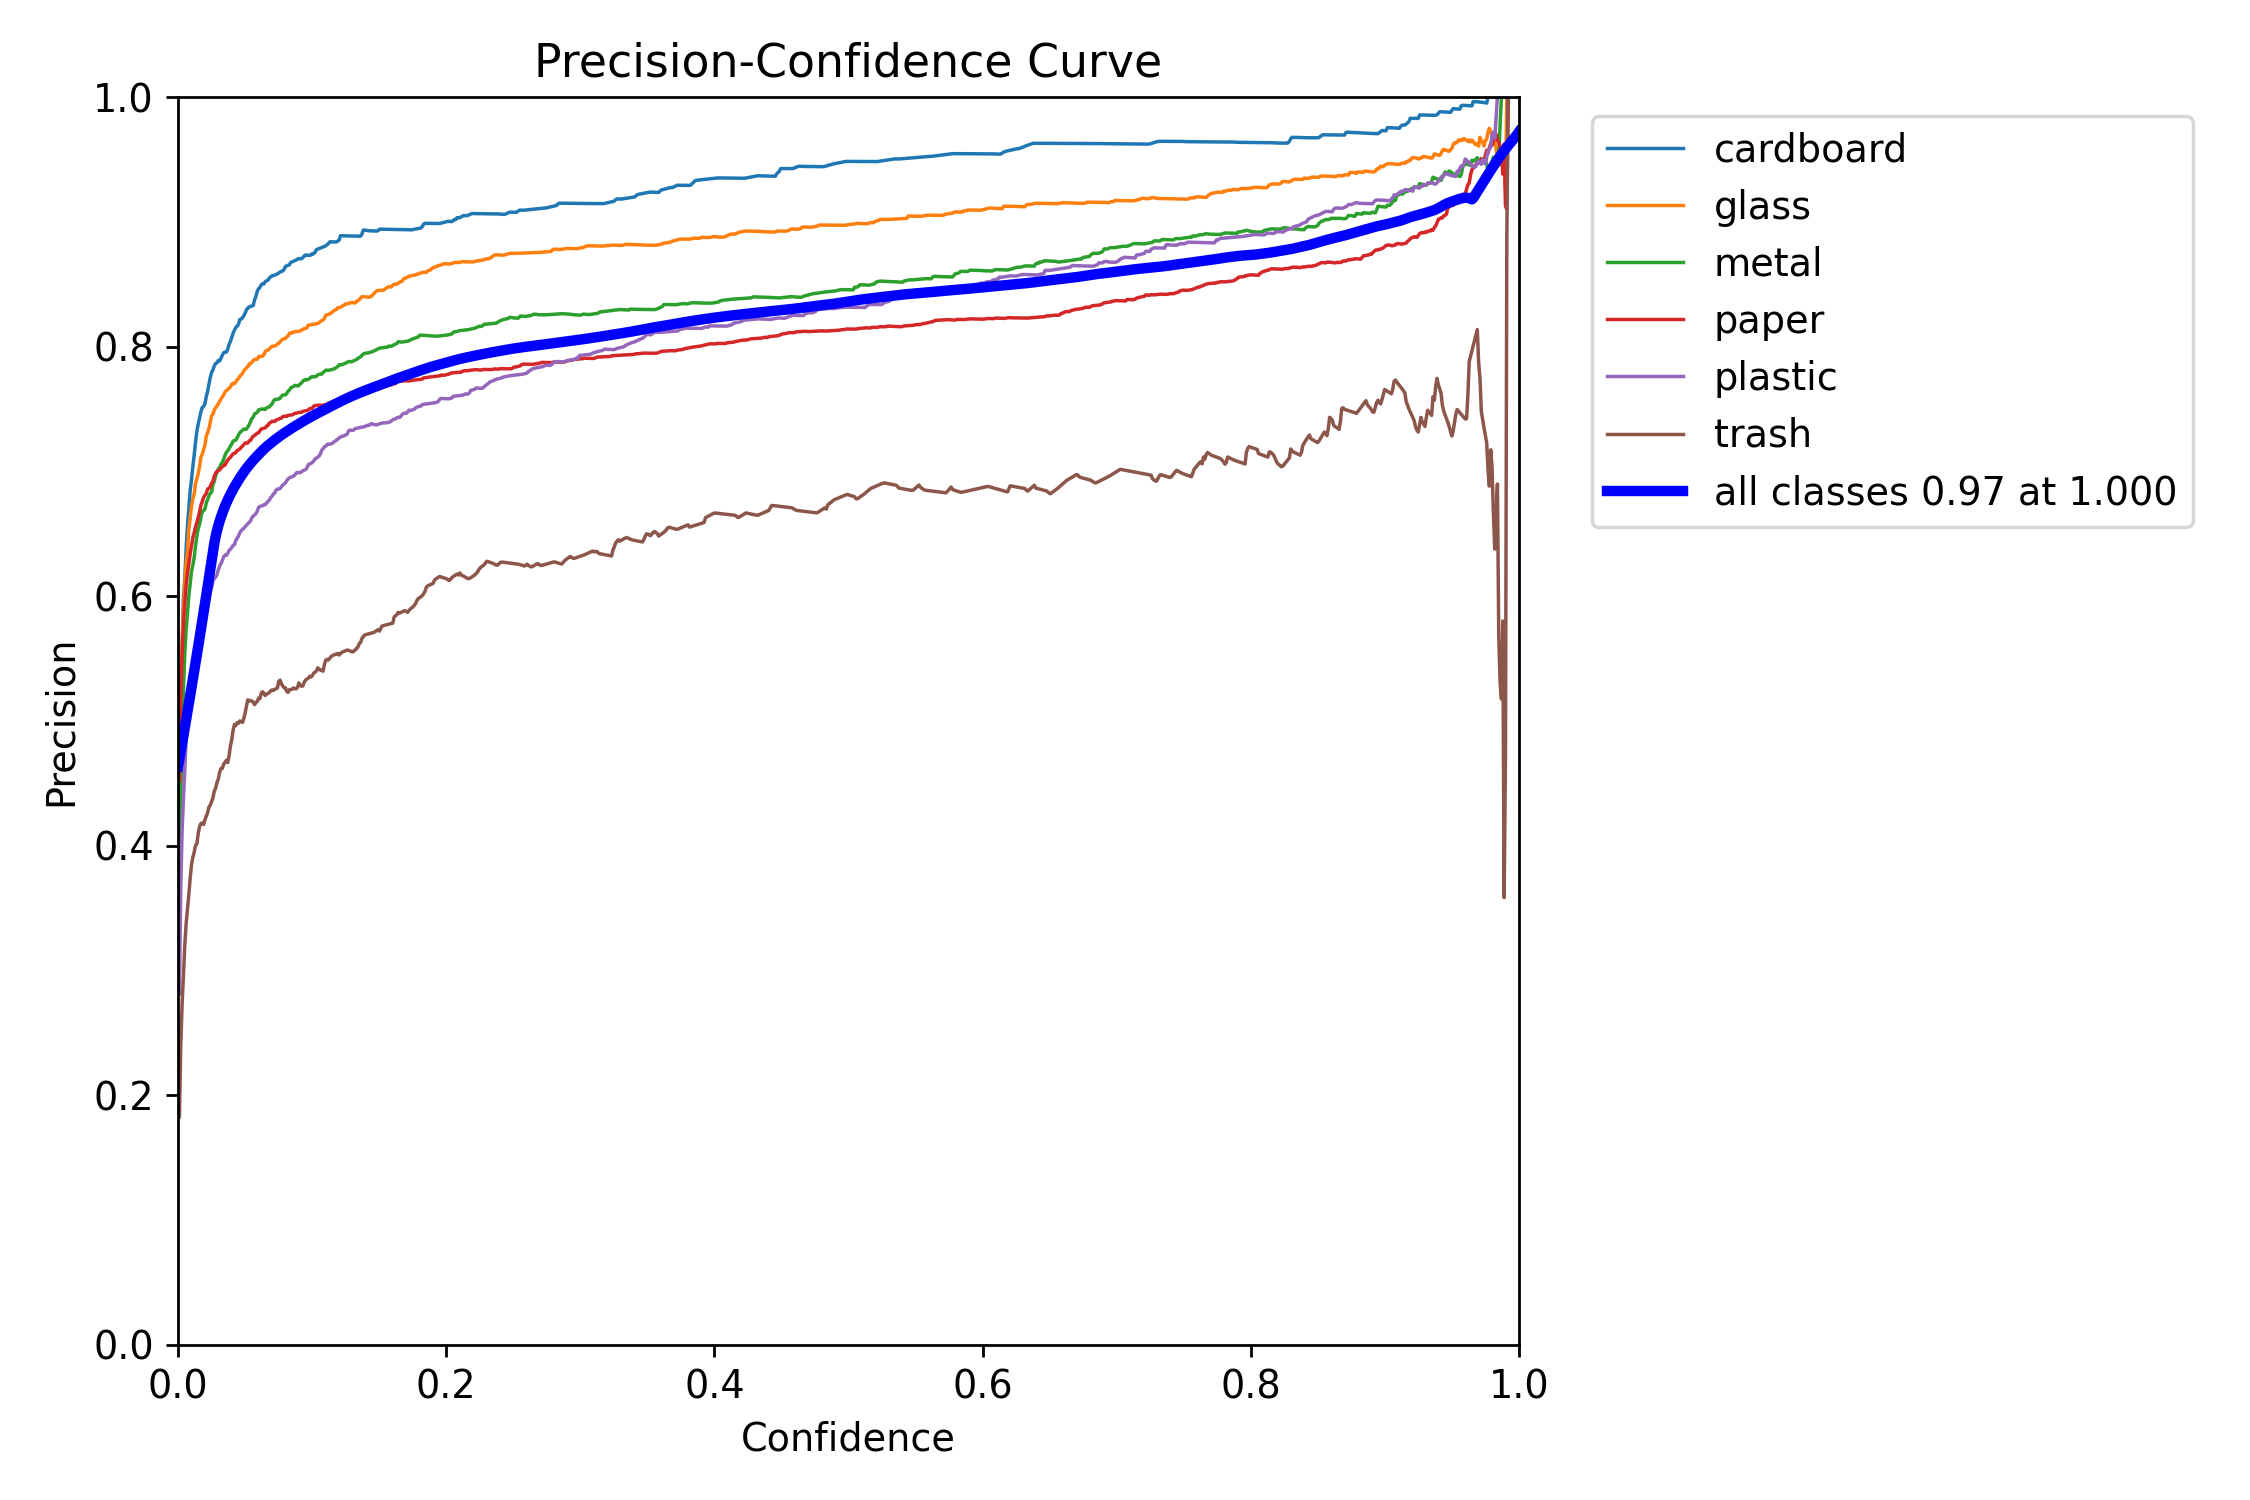 Precision-Confidence Curve
1.0
0.8
0.6
0.4
0.2
0.0
Precision
0.0 0.2 0.4 0.6 0.8 1.0
Confidence
cardboard
glass
metal
paper
plastic
trash
all classes 0.97 at 1.000